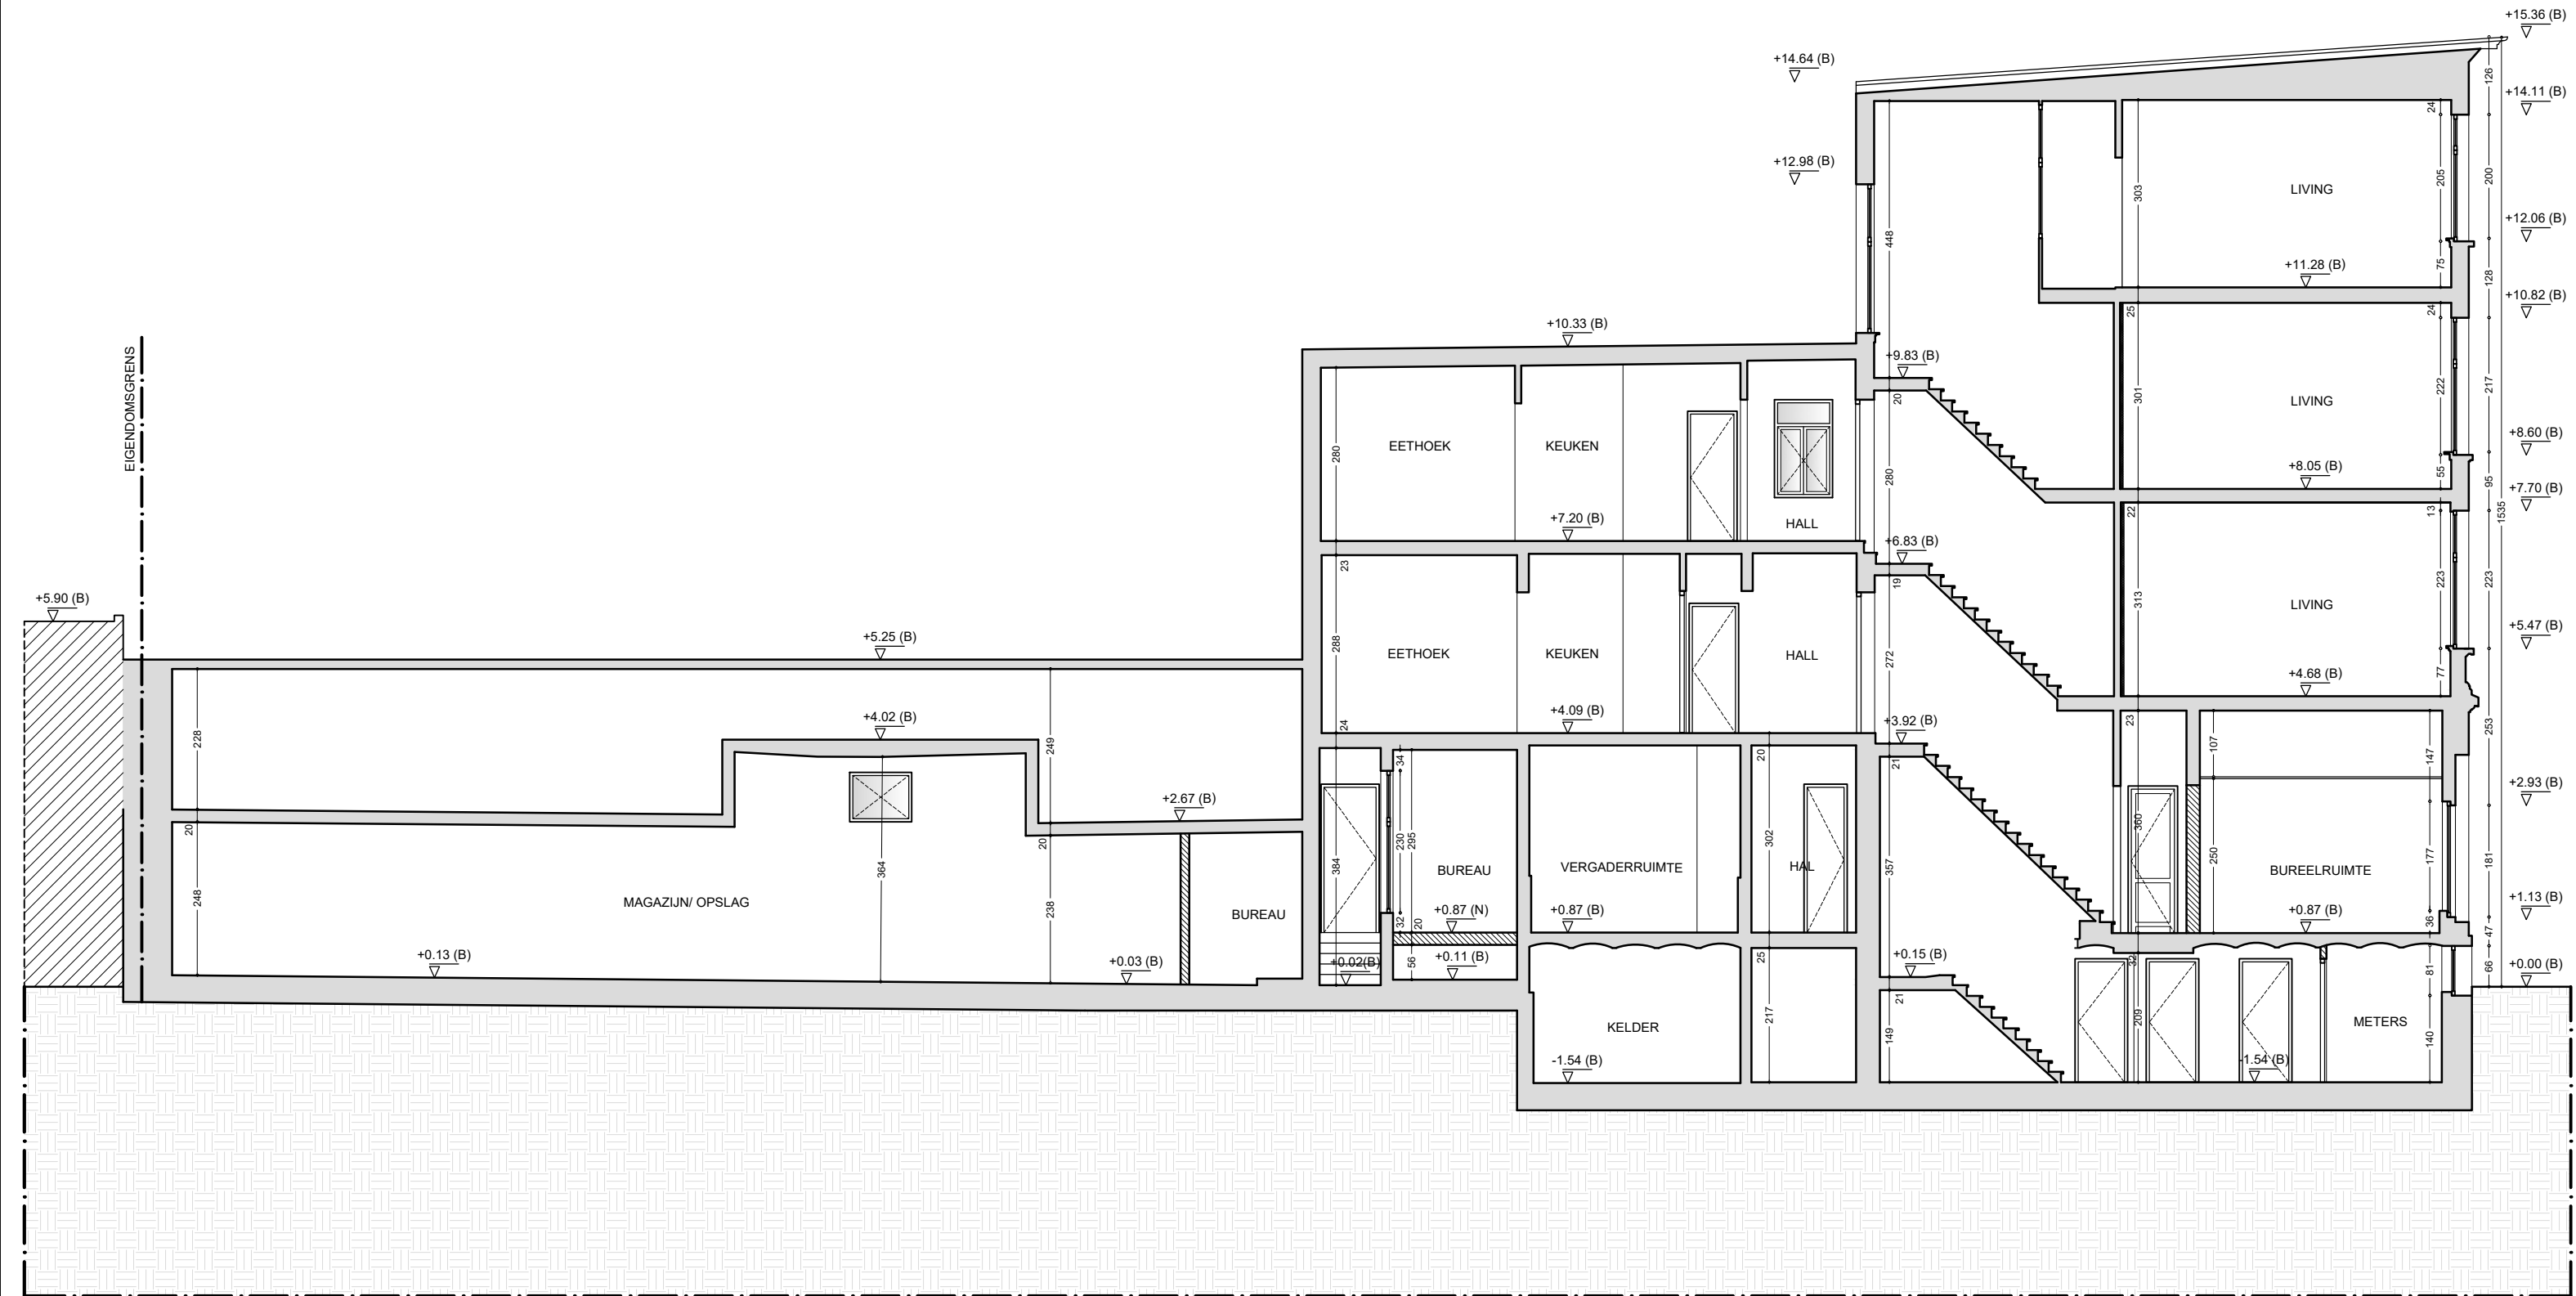 +15.36 (B)
+14.64 (B)
126
+14.11 (B)
24
+12.98 (B)
303
205
200
LIVING
+12.06 (B)
448
+11.28 (B)
75
128
+10.82 (B)
25
24
+10.33 (B)
EIGENDOMSGRENS
+9.83 (B)
20
301
222
217
LIVING
280
EETHOEK
KEUKEN
+8.60 (B)
280
+8.05 (B)
55
95
+7.70 (B)
22
13
1535
+7.20 (B)
HALL
+6.83 (B)
23
19
+5.90 (B)
313
223
223
LIVING
288
EETHOEK
KEUKEN
HALL
272
+5.47 (B)
+5.25 (B)
+4.68 (B)
77
+4.09 (B)
24
+4.02 (B)
+3.92 (B)
23
228
249
34
20
21
107
147
253
+2.93 (B)
+2.67 (B)
20
20
364
384
230
295
302
357
360
250
177
181
VERGADERRUIMTE
HAL
BUREAU
BUREELRUIMTE
248
MAGAZIJN/ OPSLAG
238
BUREAU
+1.13 (B)
32
20
+0.87 (N)
+0.87 (B)
+0.87 (B)
36
47
+0.13 (B)
+0.03 (B)
+0.02(B)
56
+0.11 (B)
25
+0.15 (B)
32
81
66
+0.00 (B)
21
217
149
209
140
KELDER
METERS
-1.54 (B)
-1.54 (B)